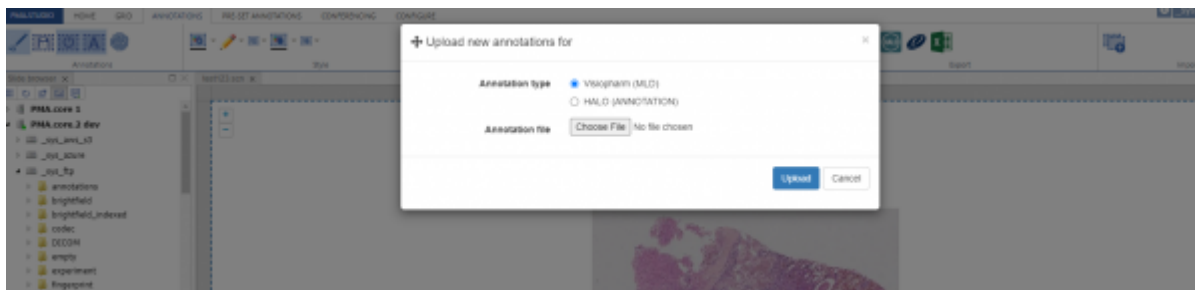 PMA.STUDIO HOME GRID ANNOTATIONS PRE-SET ANNOTATIONS CONFERENCING CONFIGURE
Annotations
Style
Export
Slide browser
PMA.core 1
PMA.core.2 dev
_sys_aws_s3
_sys_azure
_sys_ftp
annotations
brightfield
brightfield_indexed
codec
DICOM
empty
experiment
fingerprint
Upload new annotations for
Annotation type
Visiopharm (MLD)
HALO (ANNOTATION)
Annotation file Choose File No file chosen
Upload Cancel